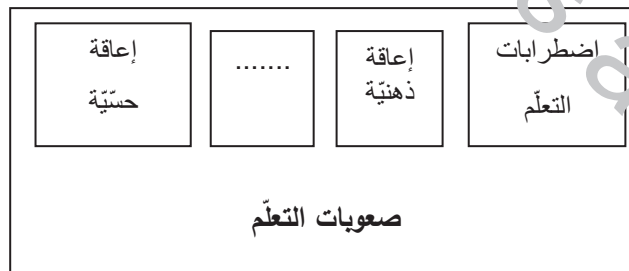 اضطرابات
التعلّم
إعاقة
ذهنيّة
.......
إعاقة
حسّيّة
صعوبات التعلّم